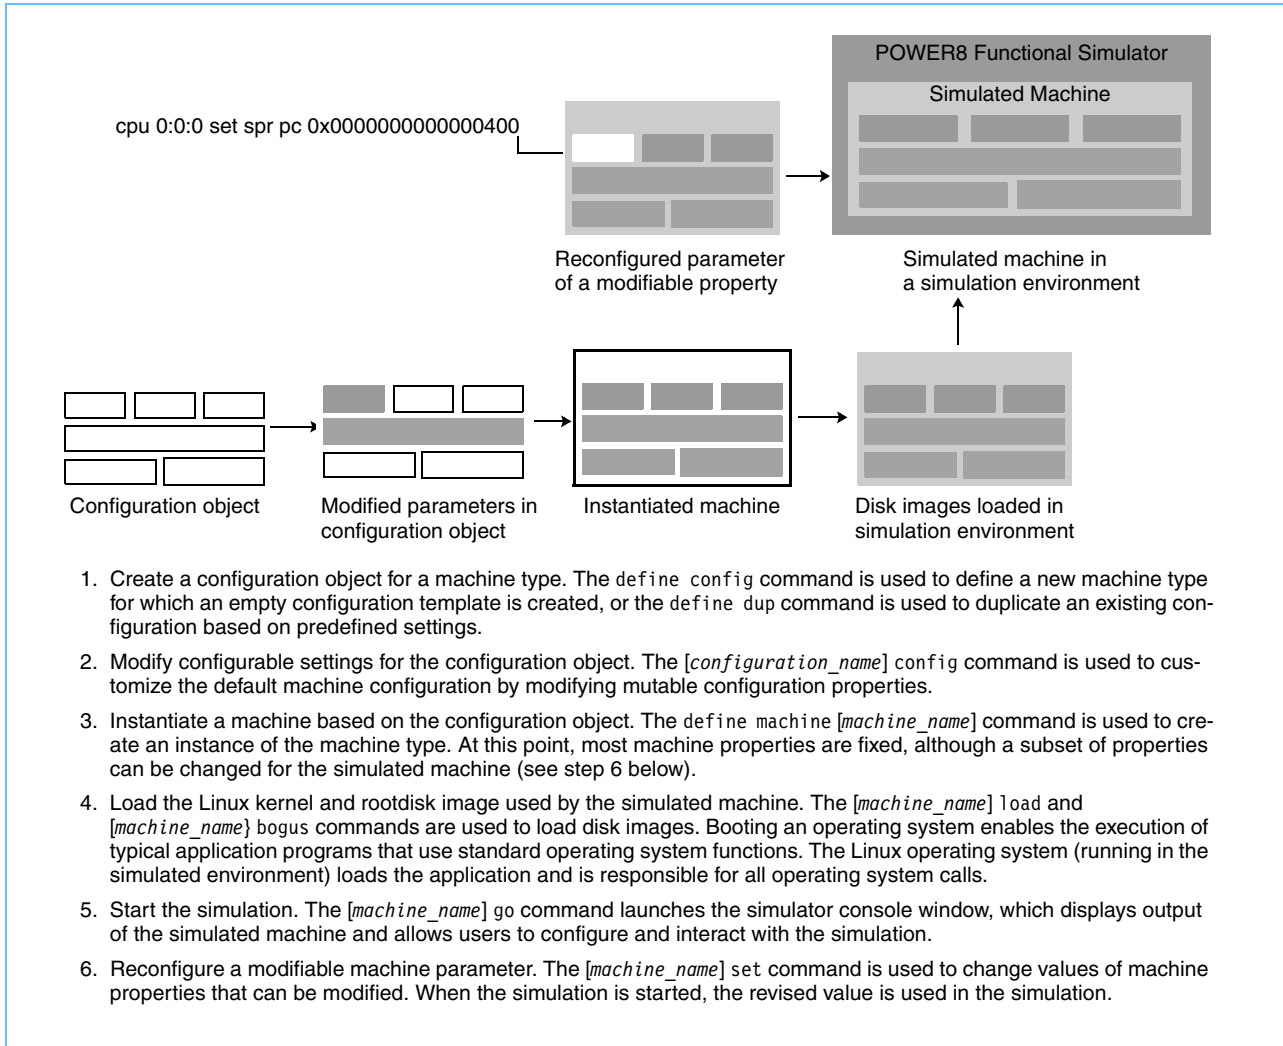 POWER8 Functional Simulator
Simulated Machine
cpu 0:0:0 set spr pc 0x0000000000000400
Reconfigured parameter
of a modifiable property
Simulated machine in
a simulation environment
Configuration object
Modified parameters in
configuration object
Instantiated machine
Disk images loaded in
simulation environment
1. Create a configuration object for a machine type. The define config command is used to define a new machine type
for which an empty configuration template is created, or the define dup command is used to duplicate an existing con-
figuration based on predefined settings.
2. Modify configurable settings for the configuration object. The [configuration_name] config command is used to cus-
tomize the default machine configuration by modifying mutable configuration properties.
3. Instantiate a machine based on the configuration object. The define machine [machine_name] command is used to cre-
ate an instance of the machine type. At this point, most machine properties are fixed, although a subset of properties
can be changed for the simulated machine (see step 6 below).
4. Load the Linux kernel and rootdisk image used by the simulated machine. The [machine_name] load and
[machine_name} bogus commands are used to load disk images. Booting an operating system enables the execution of
typical application programs that use standard operating system functions. The Linux operating system (running in the
simulated environment) loads the application and is responsible for all operating system calls.
5. Start the simulation. The [machine_name] go command launches the simulator console window, which displays output
of the simulated machine and allows users to configure and interact with the simulation.
6. Reconfigure a modifiable machine parameter. The [machine_name] set command is used to change values of machine
properties that can be modified. When the simulation is started, the revised value is used in the simulation.